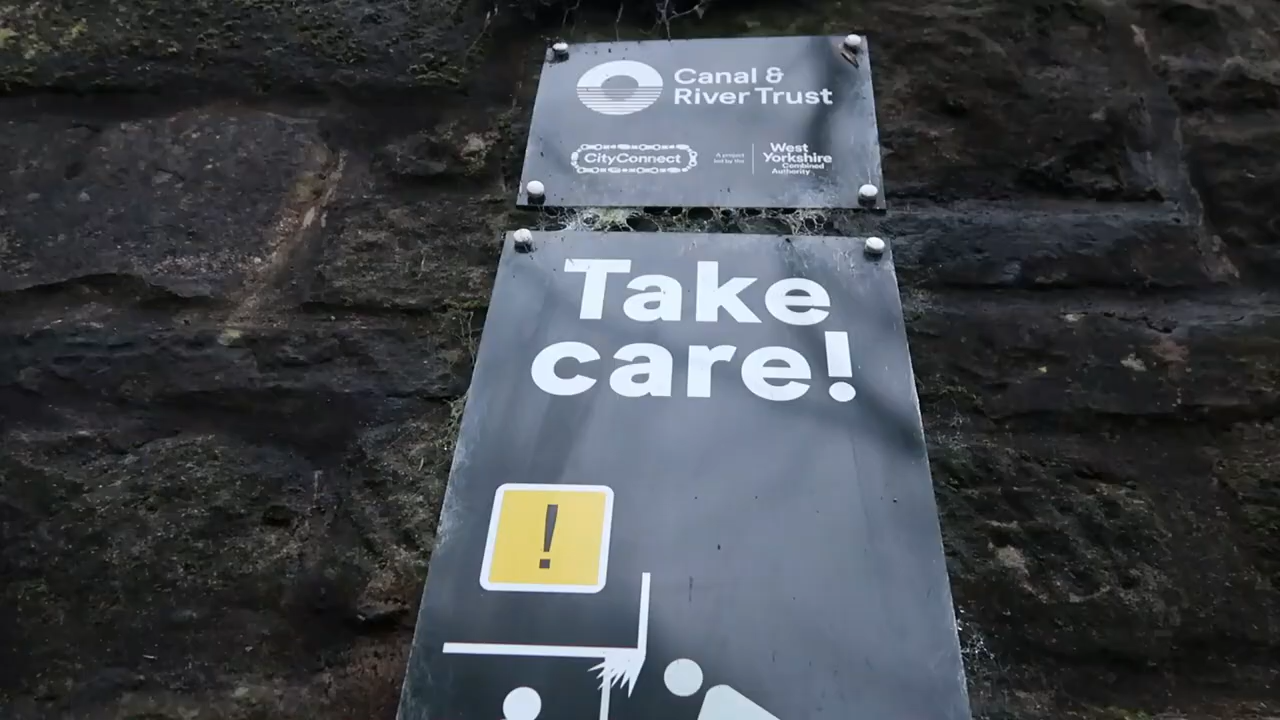 Canal &
River Trust
CityConnect
A project
led by the
West
Yorkshire
Combined
Authority
Take
care!
!